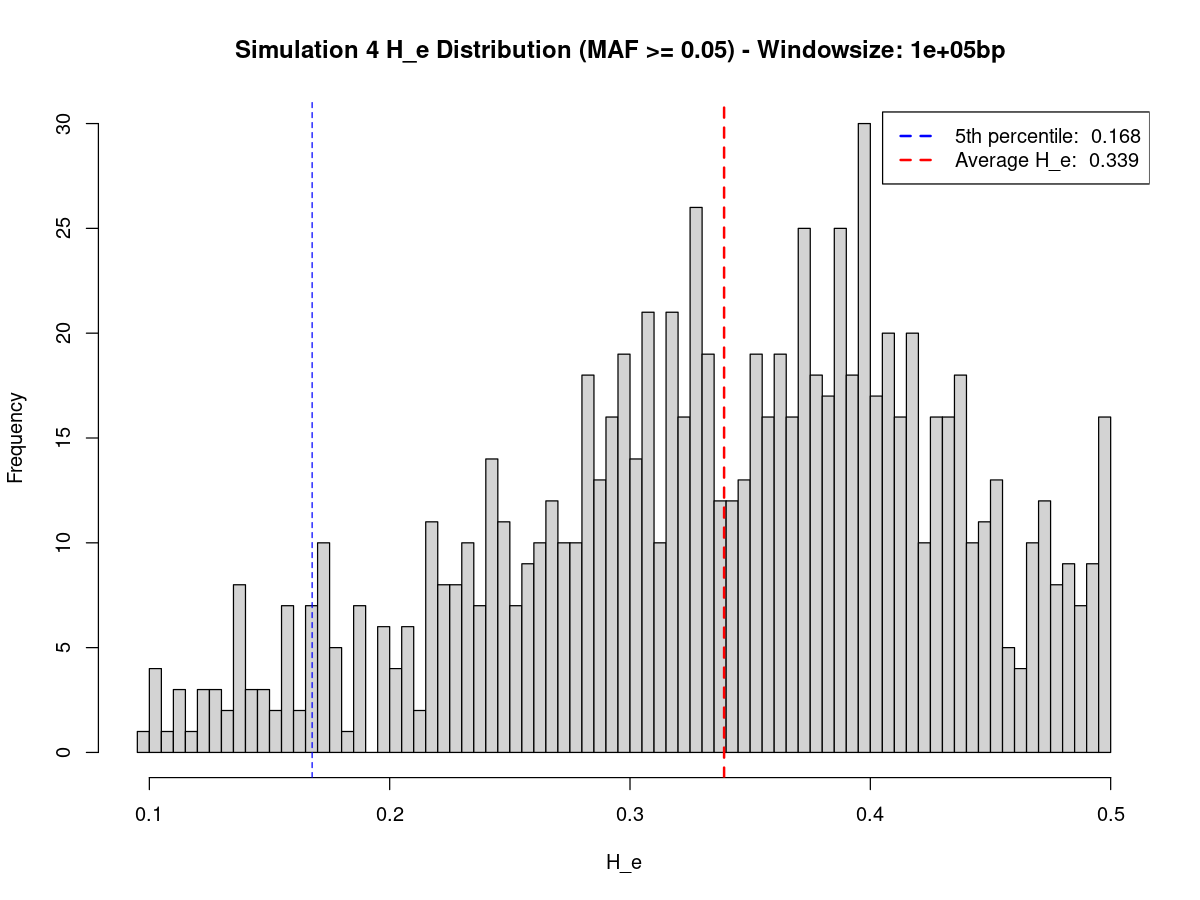 Simulation 4 H_e Distribution (MAF >= 0.05) - Windowsize: 1e+05bp
5th percentile: 0.168
Average H_e: 0.339
Frequency
30
25
20
15
10
5
0
0.1
0.2
0.3
0.4
0.5
H_e